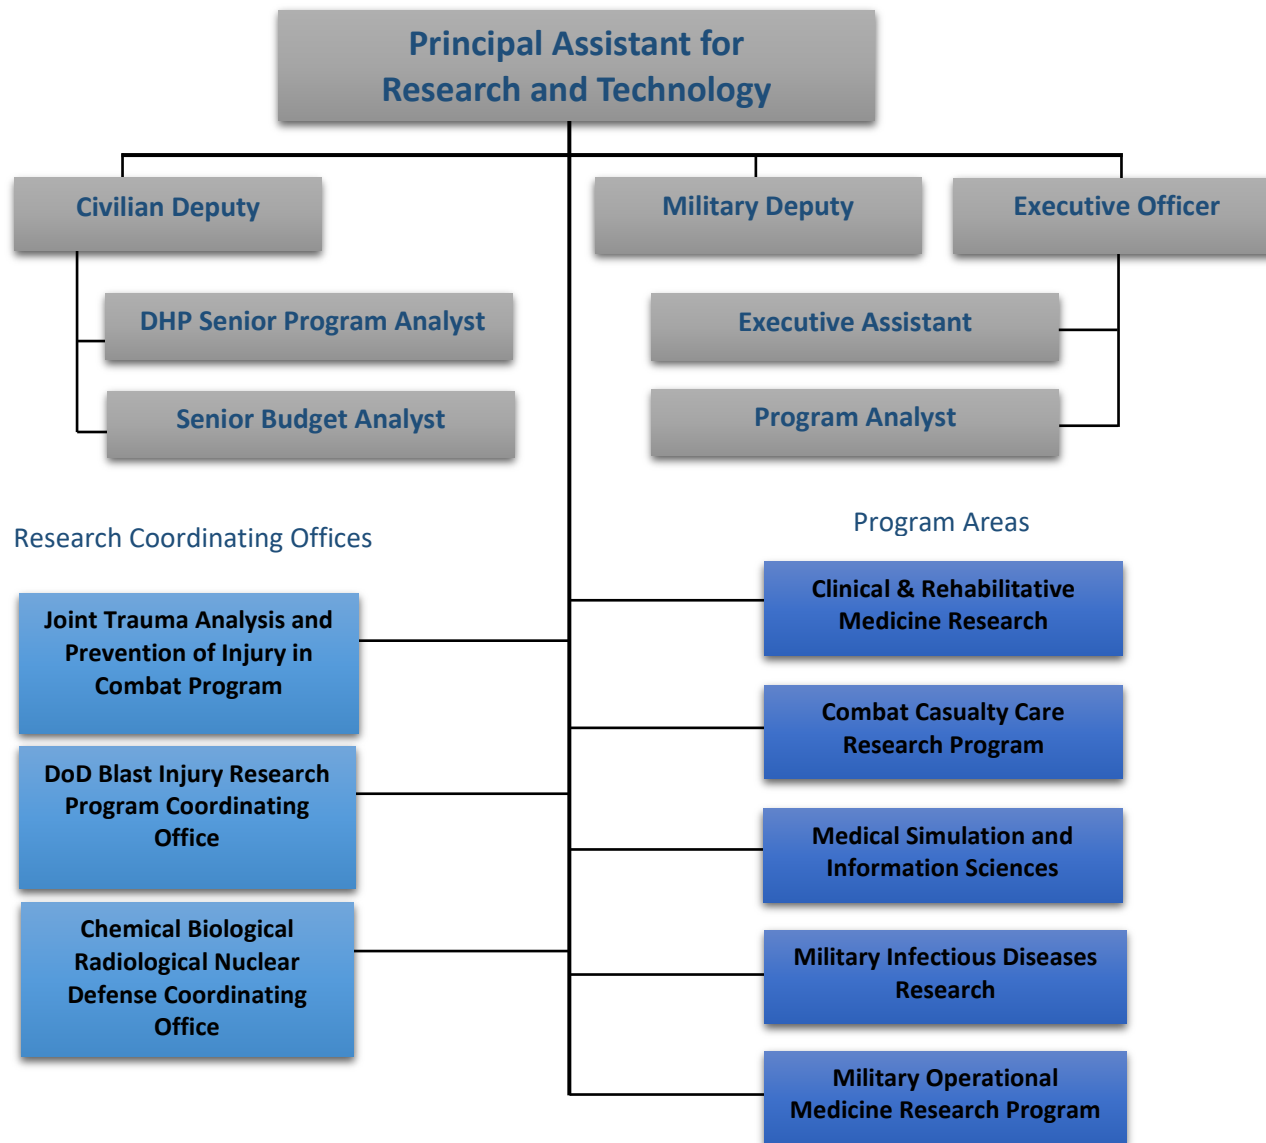 Principal Assistant for
Research and Technology
Civilian Deputy
Military Deputy
Executive Officer
DHP Senior Program Analyst
Senior Budget Analyst
Executive Assistant
Program Analyst
Research Coordinating Offices
Joint Trauma Analysis and
Prevention of Injury in
Combat Program
DoD Blast Injury Research
Program Coordinating
Office
Chemical Biological
Radiological Nuclear
Defense Coordinating
Office
Program Areas
Clinical & Rehabilitative
Medicine Research
Combat Casualty Care
Research Program
Medical Simulation and
Information Sciences
Military Infectious Diseases
Research
Military Operational
Medicine Research Program